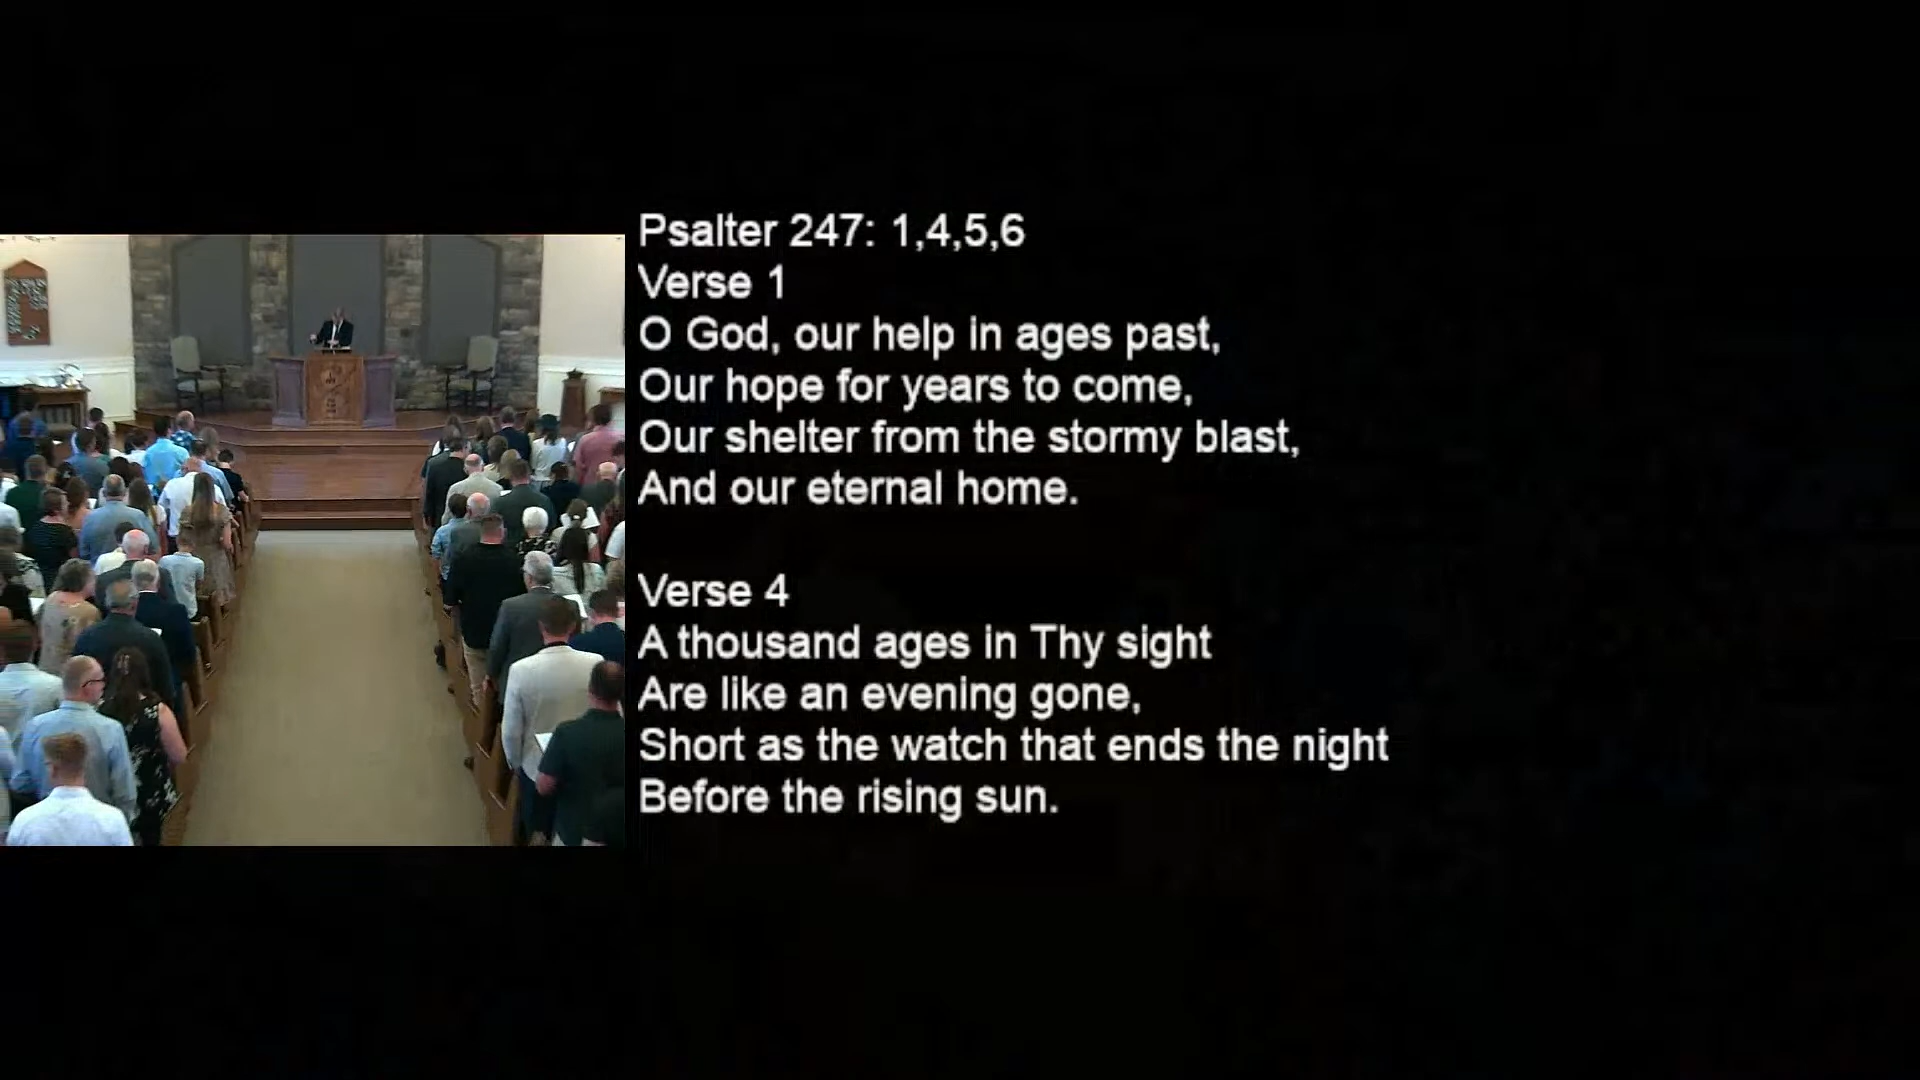 Psalter 247: 1,4,5,6
Verse 1
O God, our help in ages past,
Our hope for years to come,
Our shelter from the stormy blast,
And our eternal home.
Verse 4
A thousand ages in Thy sight
Are like an evening gone,
Short as the watch that ends the night
Before the rising sun.